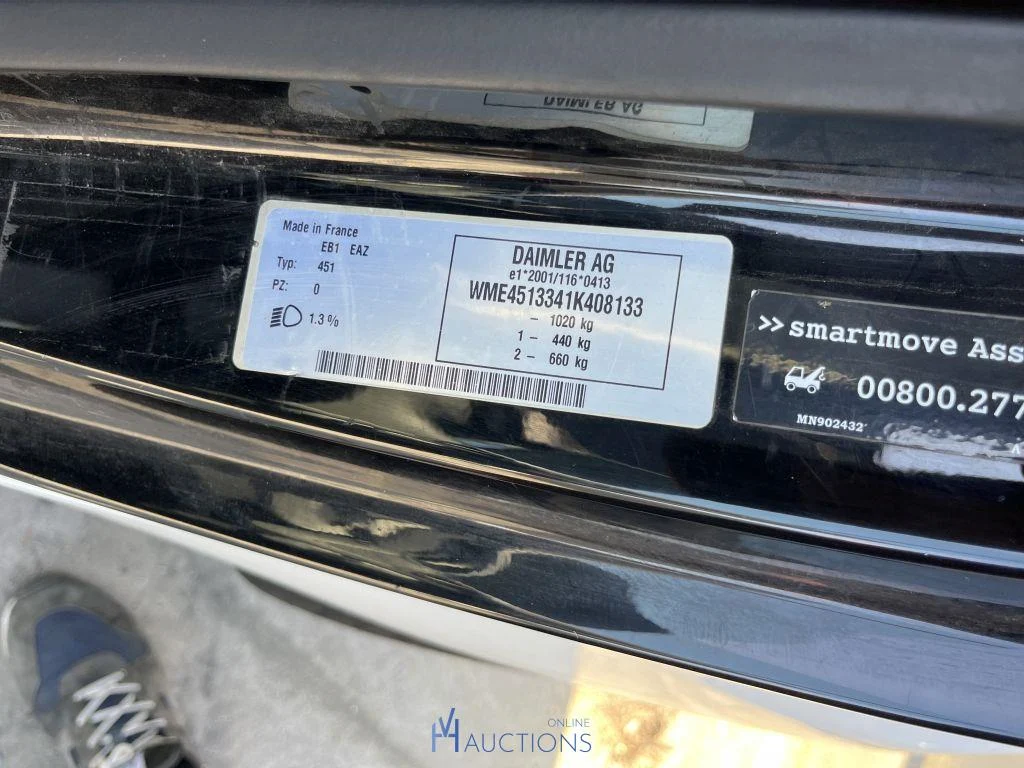 DAIMLER AG
Made in France
EB1 EAZ
Typ: 451
PZ: 0
1.3%
DAIMLER AG
e1*2001/116*0413
WME4513341K408133
– 1020 kg
1 – 440 kg
2 – 660 kg
>> smartmove Ass
00800.277
MN902432
ONLINE
AUCTIONS